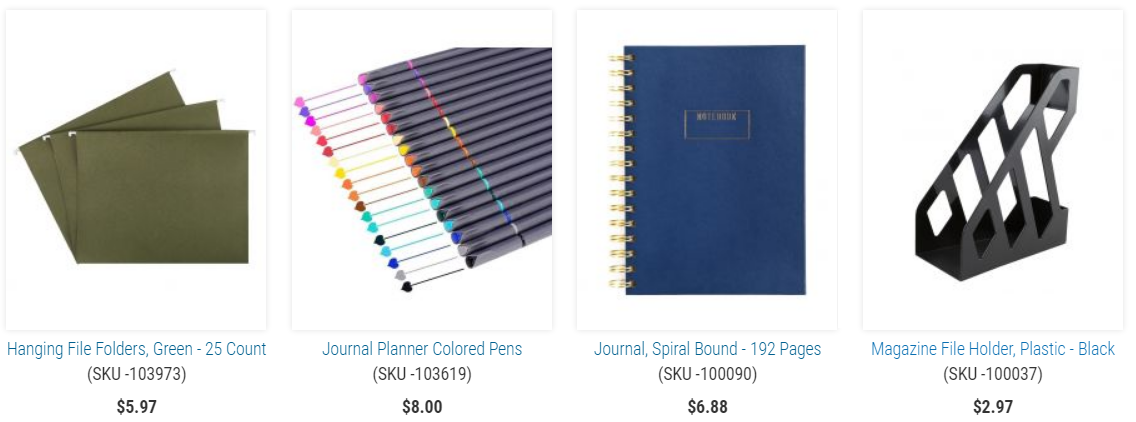 NOTEBOOK
Hanging File Folders, Green - 25 Count
(SKU -103973)
$5.97
Journal Planner Colored Pens
(SKU -103619)
$8.00
Journal, Spiral Bound - 192 Pages
(SKU -100090)
$6.88
Magazine File Holder, Plastic - Black
(SKU -100037)
$2.97